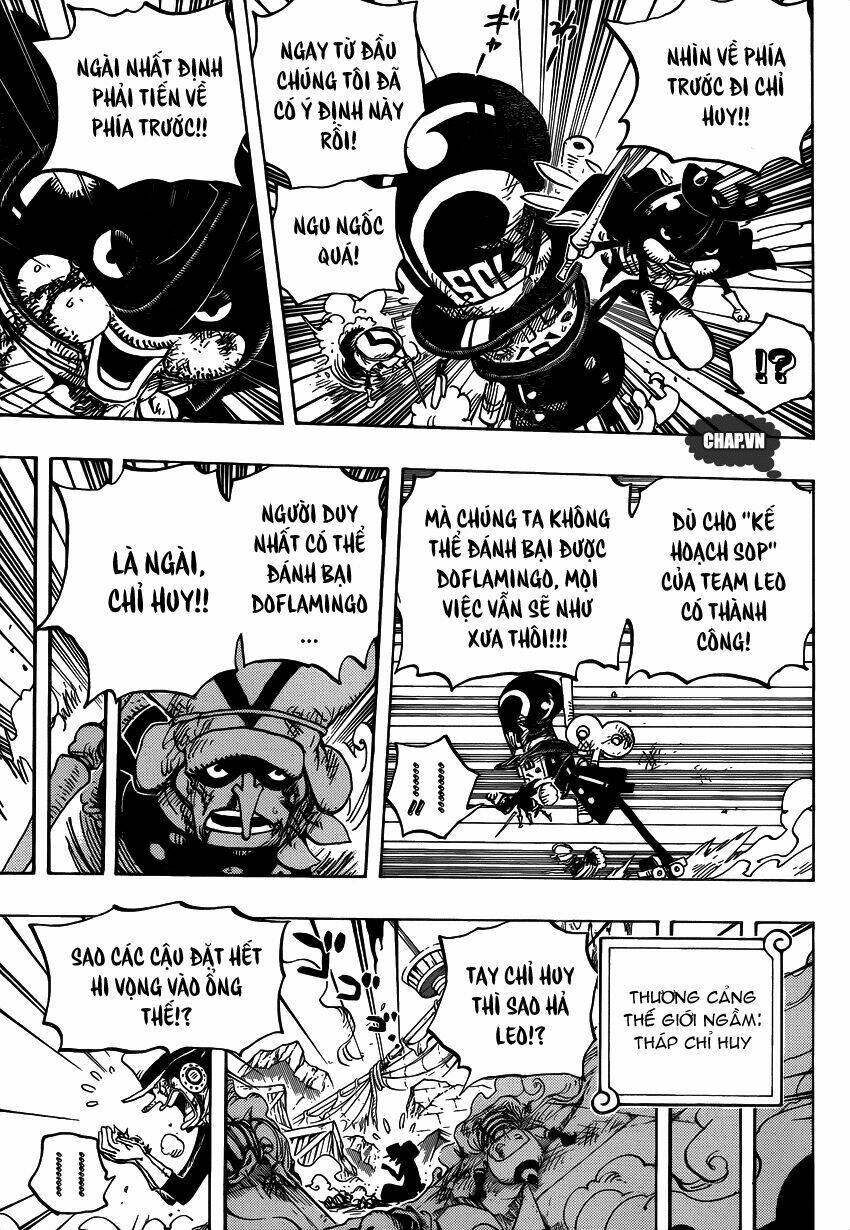 NHÌN VỀ PHÍA
TRƯỚC ĐI CHỈ
HUY!!
!?
NGAY TỪ ĐẦU
CHÚNG TÔI ĐÃ
CÓ Ý ĐỊNH NÀY
RỒI!
NGU NGỐC
QUÁ!
NGÀI NHẤT ĐỊNH
PHẢI TIẾN VỀ
PHÍA TRƯỚC!!
CHAP.VN
DÙ CHO "KẾ
HOẠCH SOP"
CỦA TEAM LEO
CÓ THÀNH
CÔNG!
MÀ CHÚNG TA KHÔNG
THỂ ĐÁNH BẠI ĐƯỢC
DOFLAMINGO, MỌI
VIỆC VẪN SẼ NHƯ
XƯA THÔI!!!
NGƯỜI DUY
NHẤT CÓ THỂ
ĐÁNH BẠI
DOFLAMINGO
...
LÀ NGÀI,
CHỈ HUY!!
THƯƠNG CẢNG
THẾ GIỚI NGẦM:
THÁP CHỈ HUY
TAY CHỈ HUY
THÌ SAO HẢ
LEO!?
SAO CÁC CẬU ĐẶT HẾT
HI VỌNG VÀO ỔNG
THẾ!?